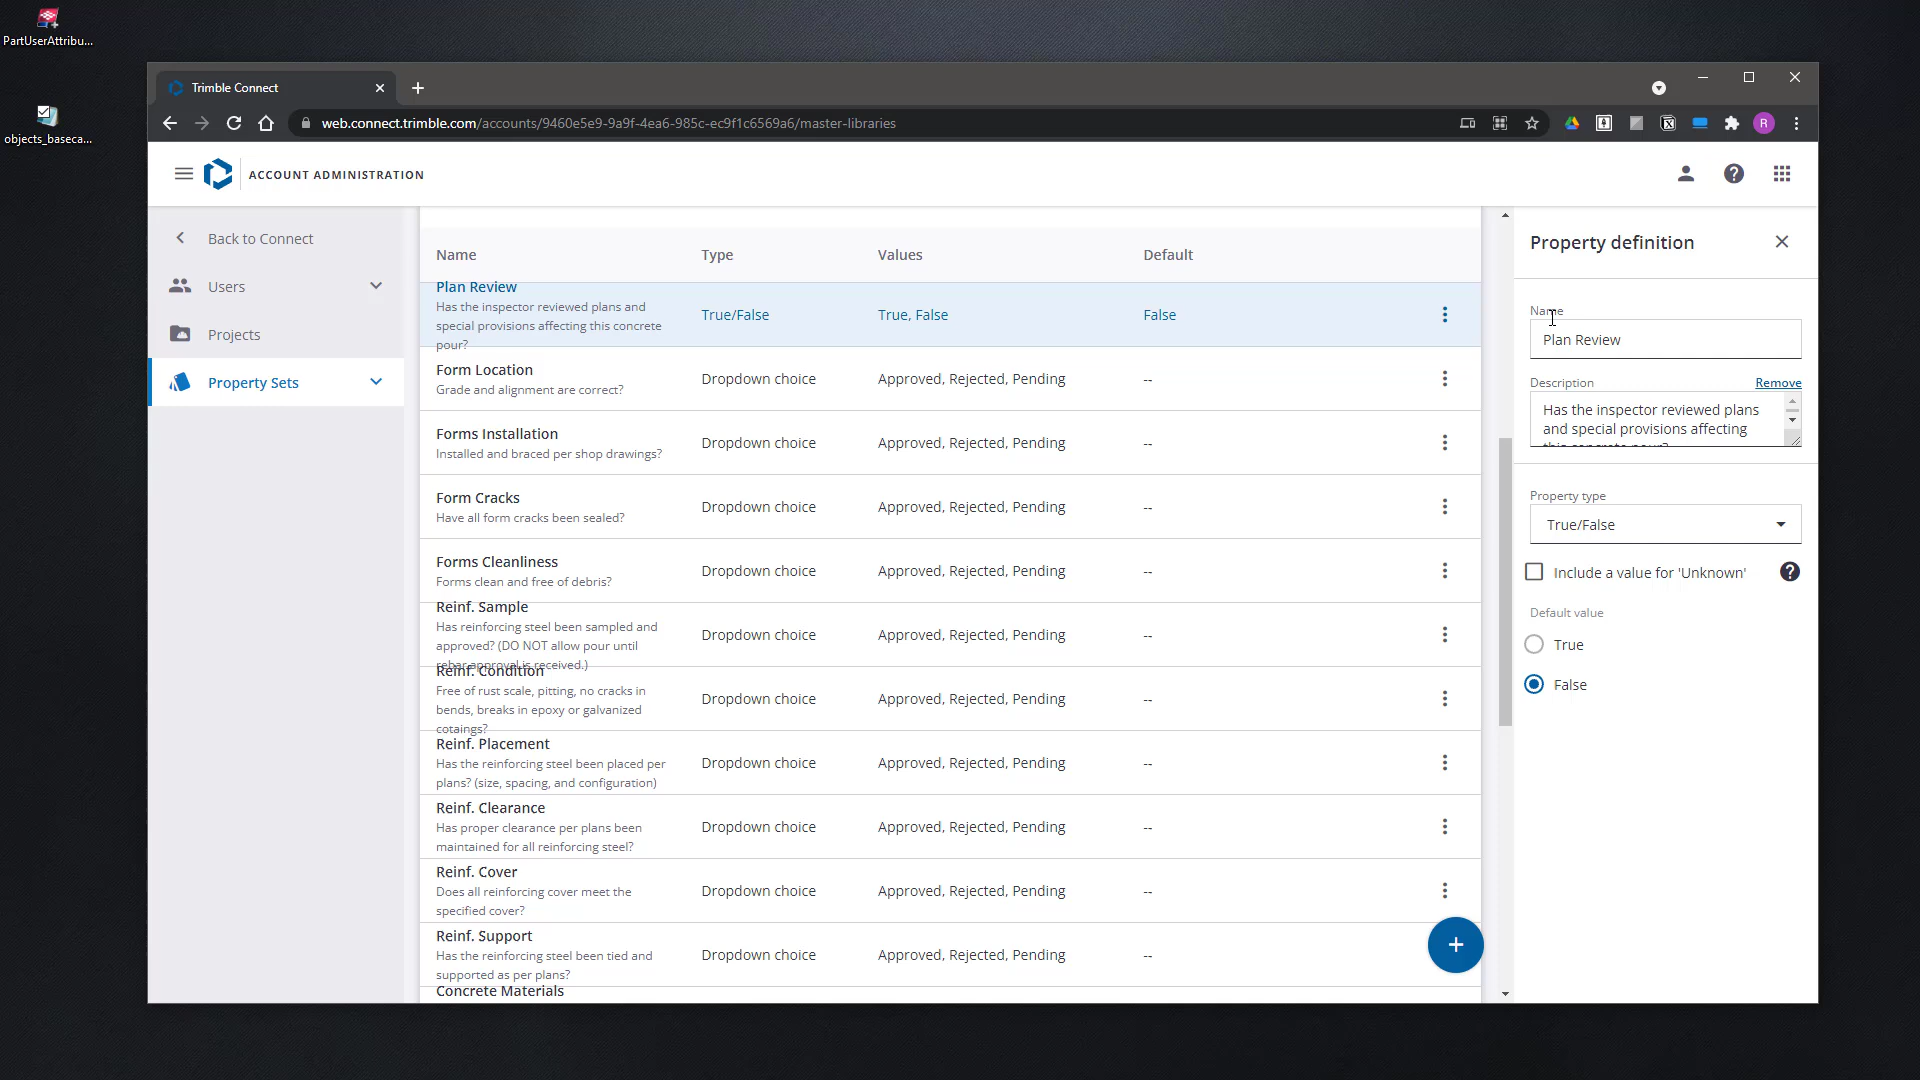 PartUserAttribu...
objects_baseca...
Trimble Connect
web.connect.trimble.com/accounts/9460e5e9-9a9f-4ea6-985c-ec9f1c6569a6/master-libraries
R
ACCOUNT ADMINISTRATION
Back to Connect
Users
Projects
Property Sets
Name Type Values Default
Plan Review
Has the inspector reviewed plans and
special provisions affecting this concrete
pour?
True/False True, False False
Form Location
Grade and alignment are correct?
Dropdown choice Approved, Rejected, Pending --
Forms Installation
Installed and braced per shop drawings?
Dropdown choice Approved, Rejected, Pending --
Form Cracks
Have all form cracks been sealed?
Dropdown choice Approved, Rejected, Pending --
Forms Cleanliness
Forms clean and free of debris?
Dropdown choice Approved, Rejected, Pending --
Reinf. Sample
Has reinforcing steel been sampled and
approved? (DO NOT allow pour until
rebar approval is received.)
Dropdown choice Approved, Rejected, Pending --
Reinf. Condition
Free of rust scale, pitting, no cracks in
bends, breaks in epoxy or galvanized
cotaings?
Dropdown choice Approved, Rejected, Pending --
Reinf. Placement
Has the reinforcing steel been placed per
plans? (size, spacing, and configuration)
Dropdown choice Approved, Rejected, Pending --
Reinf. Clearance
Has proper clearance per plans been
maintained for all reinforcing steel?
Dropdown choice Approved, Rejected, Pending --
Reinf. Cover
Does all reinforcing cover meet the
specified cover?
Dropdown choice Approved, Rejected, Pending --
Reinf. Support
Has the reinforcing steel been tied and
supported as per plans?
Dropdown choice Approved, Rejected, Pending --
Concrete Materials
Property definition
Name
Plan Review
Description Remove
Has the inspector reviewed plans
and special provisions affecting
this concrete pour?
Property type
True/False
Include a value for 'Unknown'
Default value
True
False